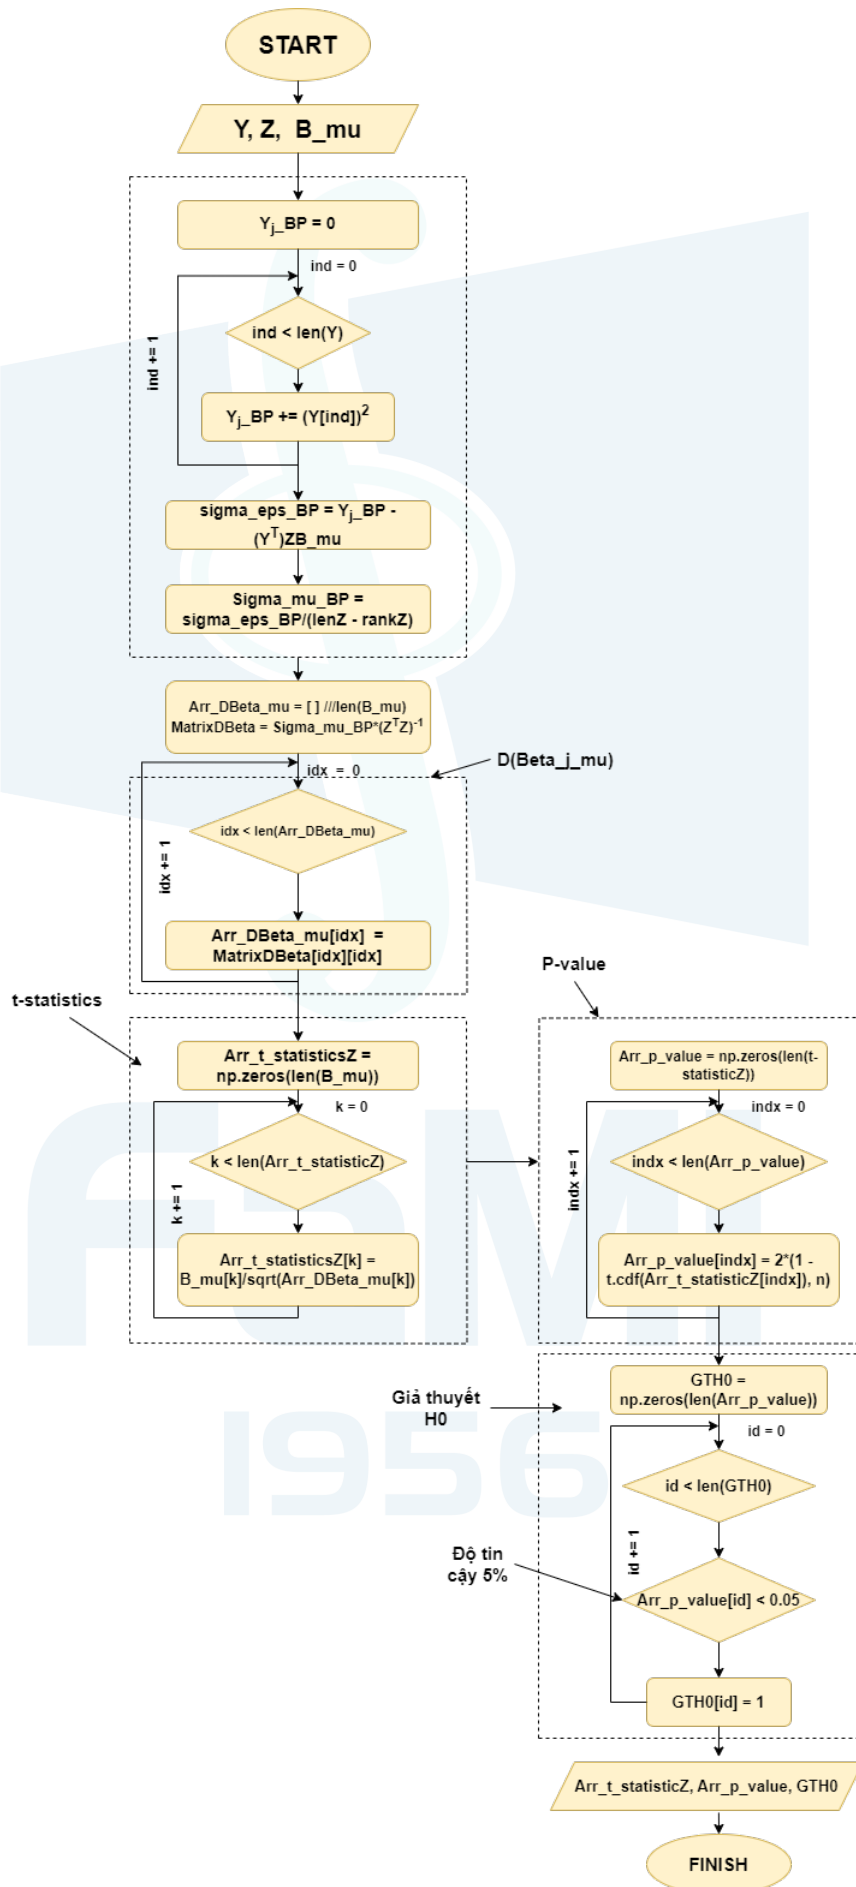 START
Y, Z, B_mu
Yj_BP = 0
ind = 0
ind < len(Y)
ind += 1
Yj_BP += (Y[ind])²
sigma_eps_BP = Yj_BP -
(Yᵀ)ZB_mu
Sigma_mu_BP =
sigma_eps_BP/(lenZ - rankZ)
Arr_DBeta_mu = [ ] ///len(B_mu)
MatrixDBeta = Sigma_mu_BP*(ZᵀZ)⁻¹
D(Beta_j_mu)
idx = 0
idx < len(Arr_DBeta_mu)
idx += 1
Arr_DBeta_mu[idx] =
MatrixDBeta[idx][idx]
t-statistics
Arr_t_statisticsZ =
np.zeros(len(B_mu))
k = 0
k < len(Arr_t_statisticZ)
k += 1
Arr_t_statisticsZ[k] =
B_mu[k]/sqrt(Arr_DBeta_mu[k])
P-value
Arr_p_value = np.zeros(len(t-
statisticZ))
indx = 0
indx < len(Arr_p_value)
indx += 1
Arr_p_value[indx] = 2*(1 -
t.cdf(Arr_t_statisticZ[indx]), n)
Giả thuyết
H0
GTH0 =
np.zeros(len(Arr_p_value))
id = 0
id < len(GTH0)
id += 1
Độ tin
cậy 5%
Arr_p_value[id] < 0.05
GTH0[id] = 1
Arr_t_statisticZ, Arr_p_value, GTH0
FINISH
FaMI
1956